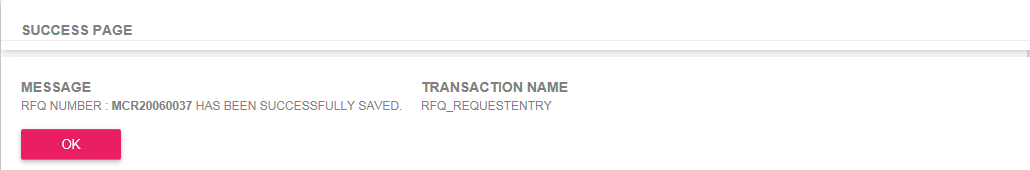 SUCCESS PAGE
MESSAGE
RFQ NUMBER : MCR20060037 HAS BEEN SUCCESSFULLY SAVED.
TRANSACTION NAME
RFQ_REQUESTENTRY
OK